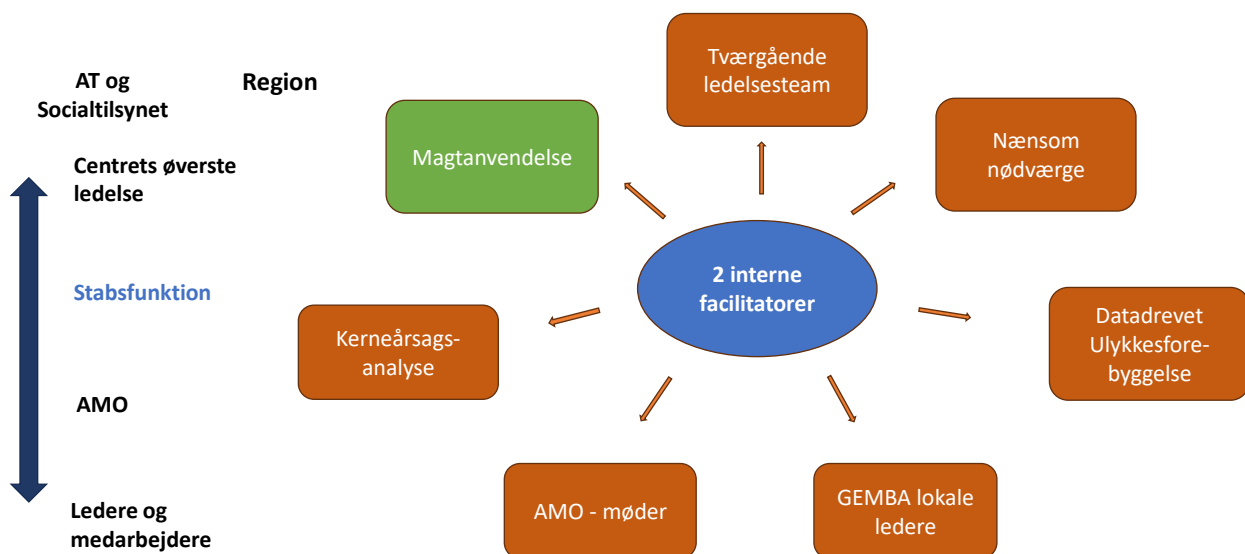 AT og
Socialtilsynet
Region
Centrets øverste
ledelse
Stabsfunktion
AMO
Ledere og
medarbejdere
Tværgående
ledelsesteam
Magtanvendelse
Nænsom
nødværge
2 interne
facilitatorer
Kerneårsags-
analyse
Datadrevet
Ulykkesfore-
byggelse
AMO - møder
GEMBA lokale
ledere